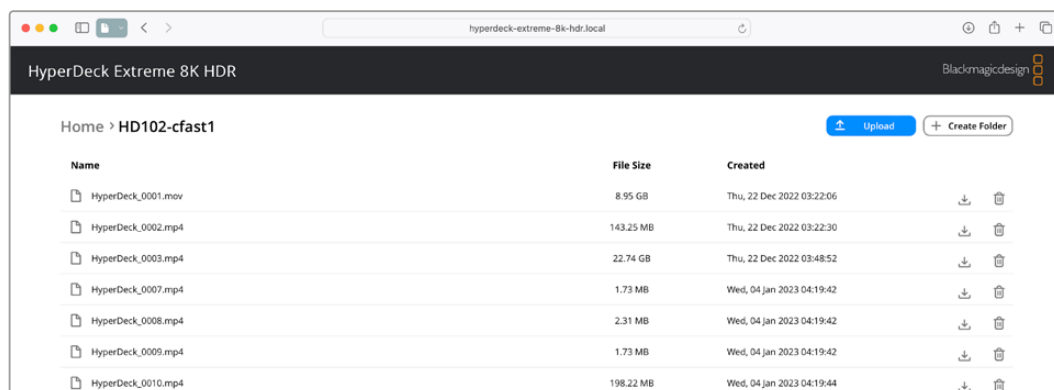 hyperdeck-extreme-8k-hdr.local
HyperDeck Extreme 8K HDR
Blackmagicdesign
Home > HD102-cfast1
Upload
+ Create Folder
Name File Size Created
HyperDeck_0001.mov 8.95 GB Thu, 22 Dec 2022 03:22:06
HyperDeck_0002.mp4 143.25 MB Thu, 22 Dec 2022 03:22:30
HyperDeck_0003.mp4 22.74 GB Thu, 22 Dec 2022 03:48:52
HyperDeck_0007.mp4 1.73 MB Wed, 04 Jan 2023 04:19:42
HyperDeck_0008.mp4 2.31 MB Wed, 04 Jan 2023 04:19:42
HyperDeck_0009.mp4 1.73 MB Wed, 04 Jan 2023 04:19:42
HyperDeck_0010.mp4 198.22 MB Wed, 04 Jan 2023 04:19:44